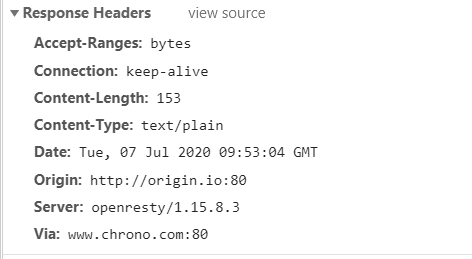 Response Headers view source
Accept-Ranges: bytes
Connection: keep-alive
Content-Length: 153
Content-Type: text/plain
Date: Tue, 07 Jul 2020 09:53:04 GMT
Origin: http://origin.io:80
Server: openresty/1.15.8.3
Via: www.chrono.com:80